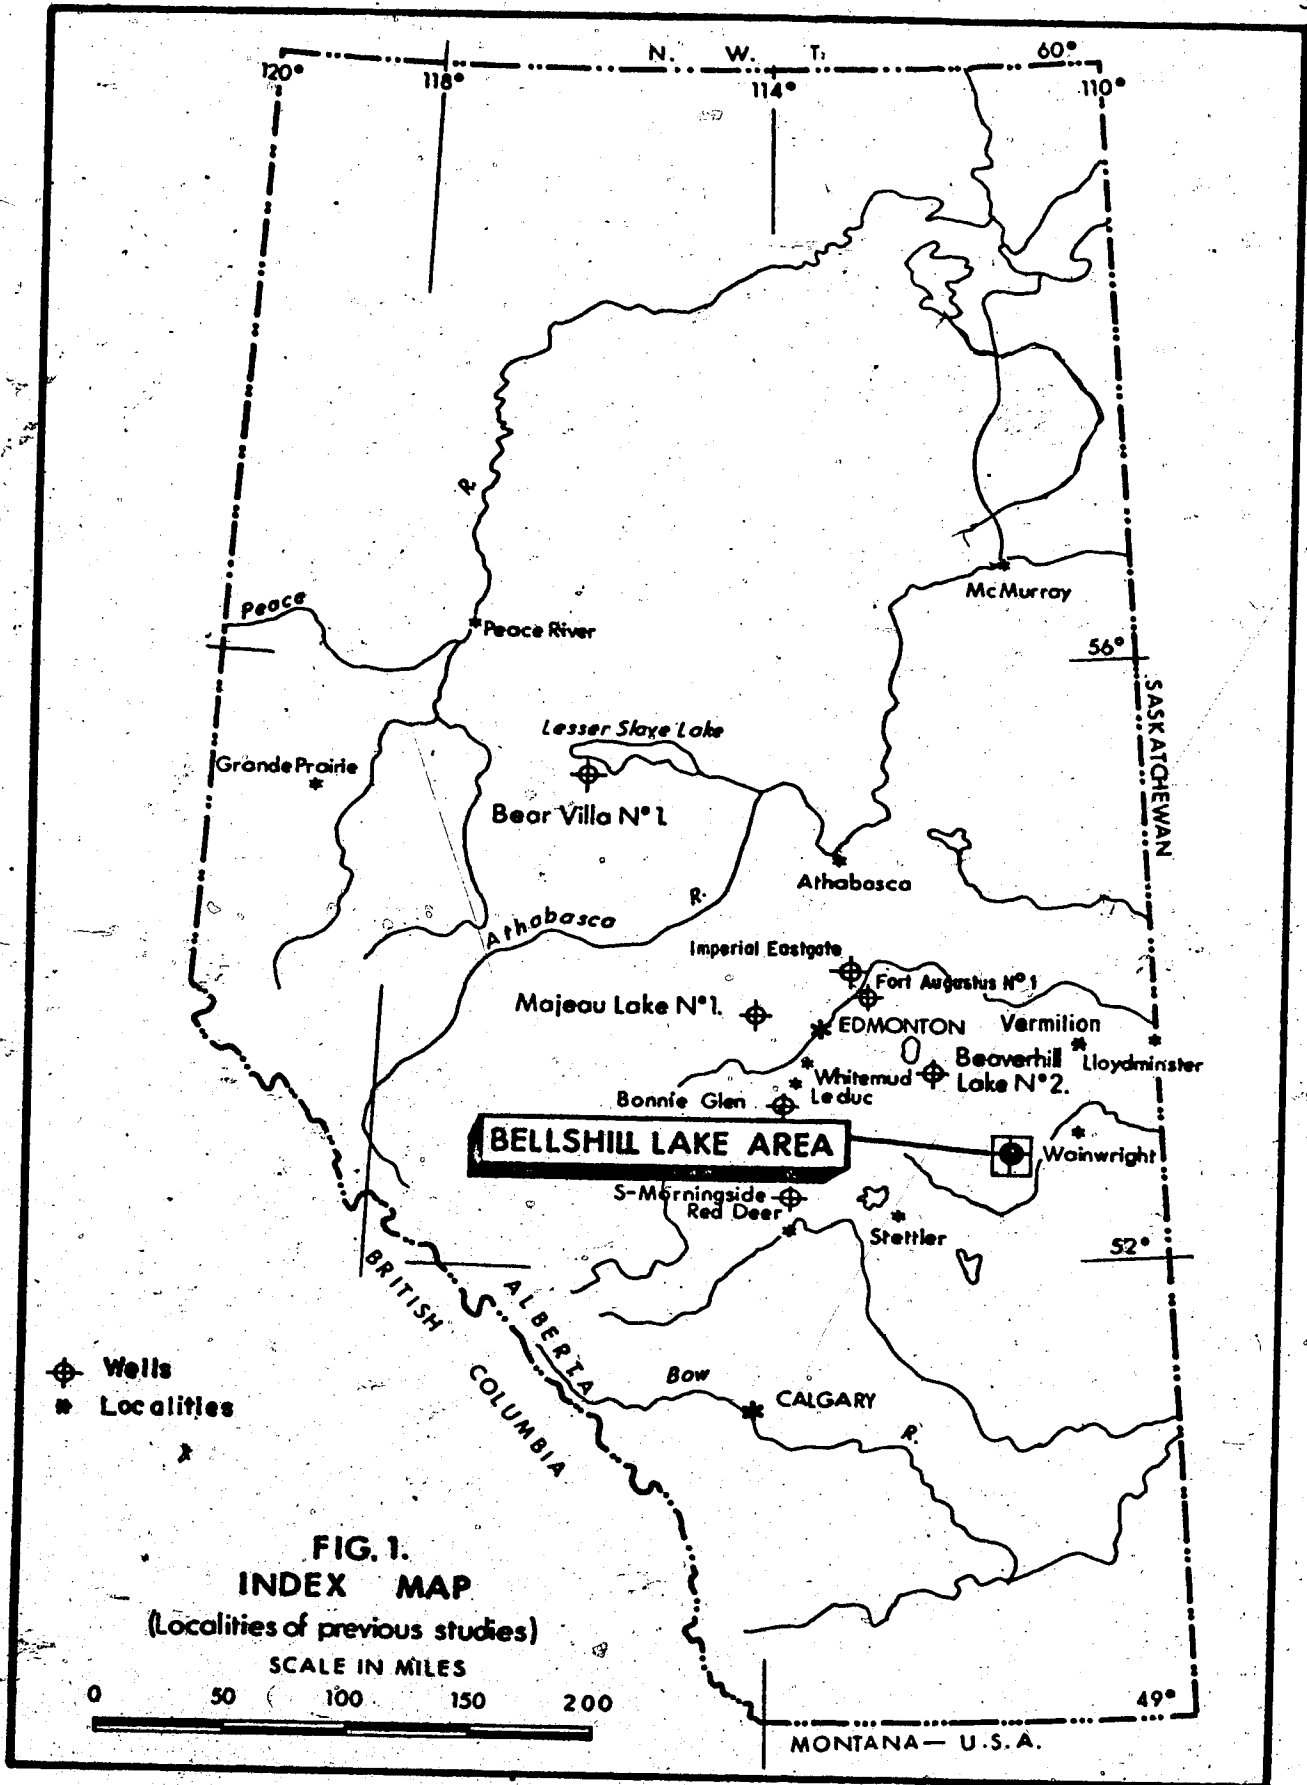 N. W. T.
60°
120°
118°
114°
110°
R.
Peace
Peace River
McMurray
56°
SASKATCHEWAN
Lesser Slave Lake
Grande Prairie
Bear Villa N° 1.
Athabasca
Athabasca
R.
Imperial Eastgate
Fort Augustus N° 1
Majeau Lake N° 1.
EDMONTON
Vermilion
Beaverhill
Lake N° 2.
Lloydminster
Whitemud
Leduc
Bonnie Glen
BELLSHILL LAKE AREA
Wainwright
S-Morningside
Red Deer
Stettler
52°
BRITISH
COLUMBIA
ALBERTA
Wells
Localities
Bow
CALGARY
R.
FIG. 1.
INDEX MAP
(Localities of previous studies)
SCALE IN MILES
0 50 100 150 200
49°
MONTANA— U.S.A.